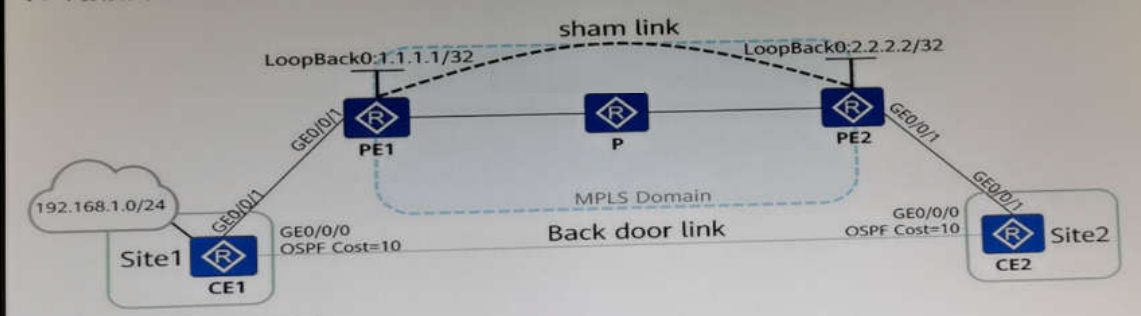 sham link
LoopBack0:1.1.1.1/32
LoopBack0:2.2.2.2/32
GE0/0/1
R
R
R
GE0/0/1
PE1
P
PE2
MPLS Domain
192.168.1.0/24
GE0/0/1
GE0/0/1
Site1
R
GE0/0/0
OSPF Cost=10
Back door link
GE0/0/0
OSPF Cost=10
R
Site2
CE1
CE2